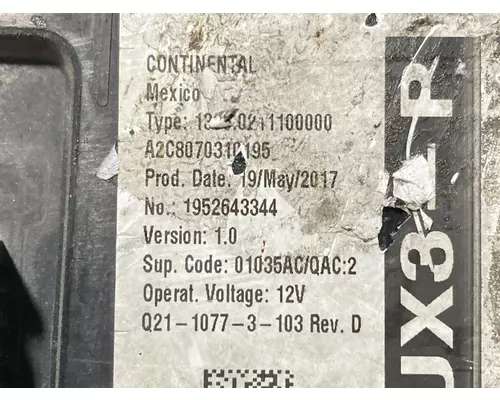 CONTINENTAL
Mexico
Type:
Prod. Date: 19/May/2017
No.: 1952643344
Version: 1.0
Sup. Code: 01035AC/QAC:2
Operat. Voltage: 12V
Q21-1077-3-103 Rev. D